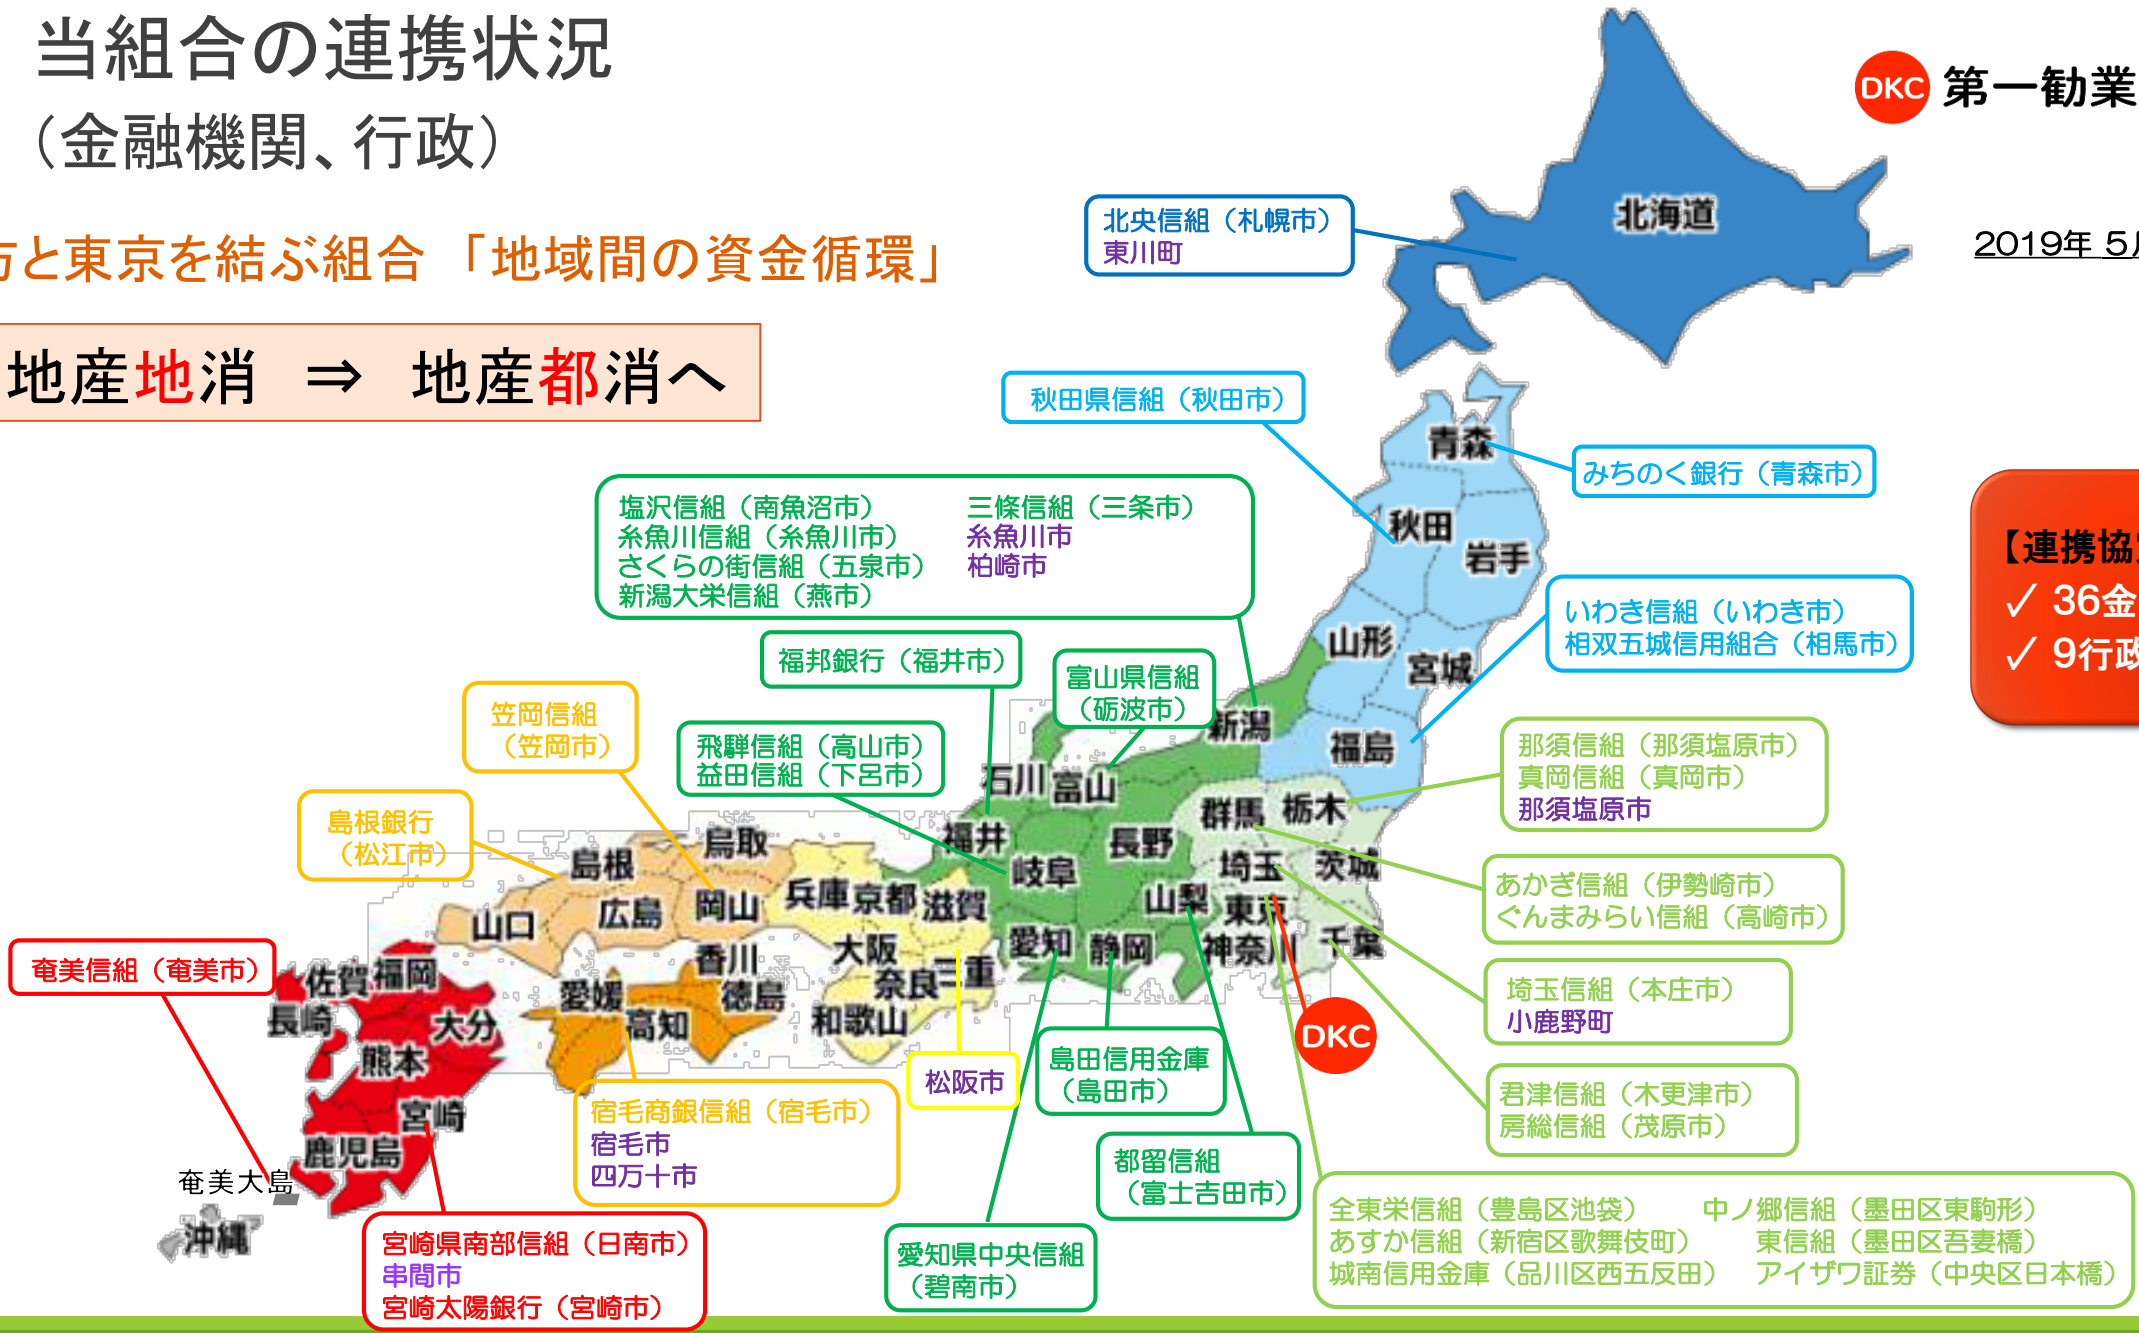 当組合の連携状況
（金融機関、行政）
DKC 第一勧業
2019年 5月
方と東京を結ぶ組合 「地域間の資金循環」
地産地消 ⇒ 地産都消へ
北央信組（札幌市）
東川町
北海道
秋田県信組（秋田市）
青森
みちのく銀行（青森市）
塩沢信組（南魚沼市） 三條信組（三条市）
糸魚川信組（糸魚川市） 糸魚川市
さくらの街信組（五泉市） 柏崎市
新潟大栄信組（燕市）
秋田
岩手
【連携協定
✓ 36金
✓ 9行政
いわき信組（いわき市）
相双五城信用組合（相馬市）
山形
宮城
福邦銀行（福井市）
富山県信組
（砺波市）
新潟
福島
笠岡信組
（笠岡市）
飛騨信組（高山市）
益田信組（下呂市）
那須信組（那須塩原市）
真岡信組（真岡市）
那須塩原市
石川
富山
群馬
栃木
島根銀行
（松江市）
島根
鳥取
福井
岐阜
長野
埼玉
茨城
あかぎ信組（伊勢崎市）
ぐんまみらい信組（高崎市）
山口
広島
岡山
兵庫
京都
滋賀
山梨
東京
愛知
静岡
神奈川
千葉
奄美信組（奄美市）
佐賀
福岡
香川
大阪
奈良
三重
長崎
大分
愛媛
高知
徳島
和歌山
熊本
宮崎
鹿児島
DKC
埼玉信組（本庄市）
小鹿野町
松阪市
島田信用金庫
（島田市）
君津信組（木更津市）
房総信組（茂原市）
宿毛商銀信組（宿毛市）
宿毛市
四万十市
都留信組
（富士吉田市）
奄美大島
沖縄
宮崎県南部信組（日南市）
串間市
宮崎太陽銀行（宮崎市）
愛知県中央信組
（碧南市）
全東栄信組（豊島区池袋） 中ノ郷信組（墨田区東駒形）
あすか信組（新宿区歌舞伎町） 東信組（墨田区吾妻橋）
城南信用金庫（品川区西五反田） アイザワ証券（中央区日本橋）